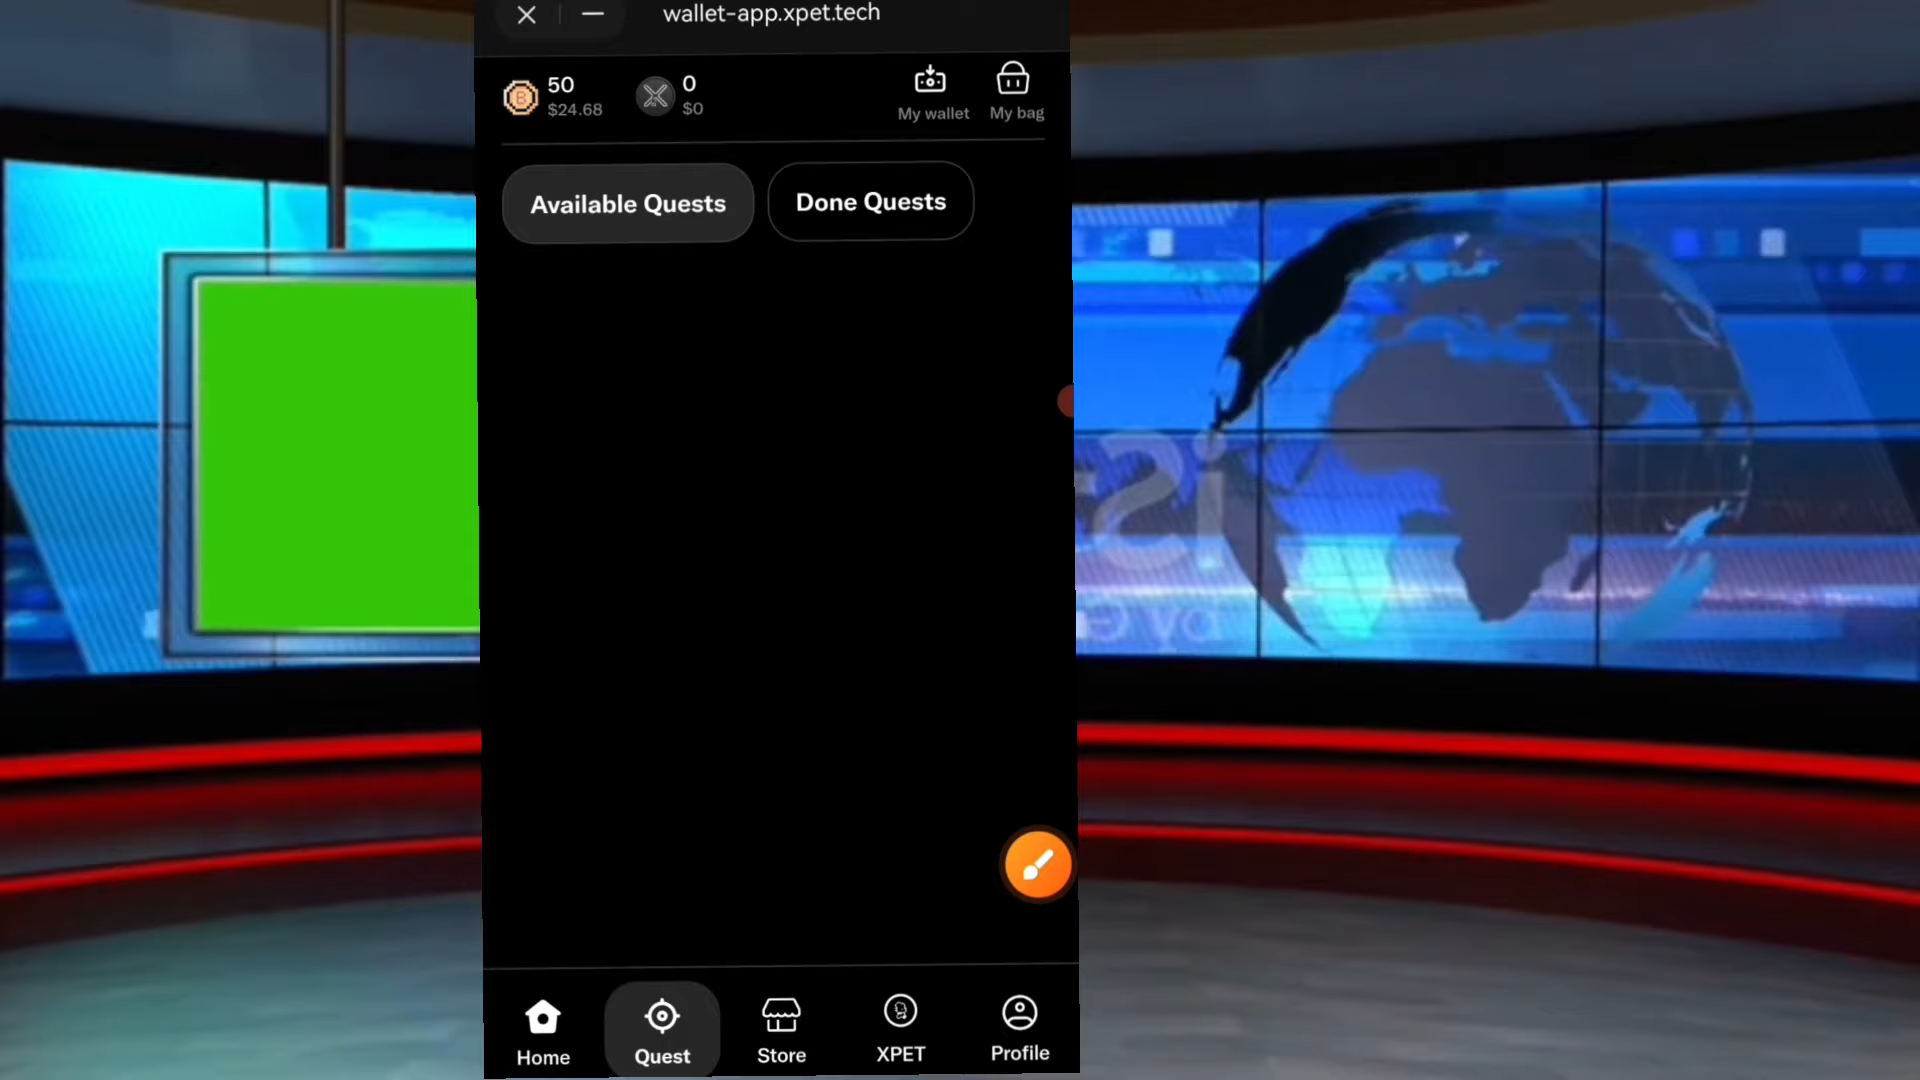 wallet-app.xpet.tech
50
$24.68
0
$0
My wallet
My bag
Available Quests
Done Quests
Home
Quest
Store
XPET
Profile